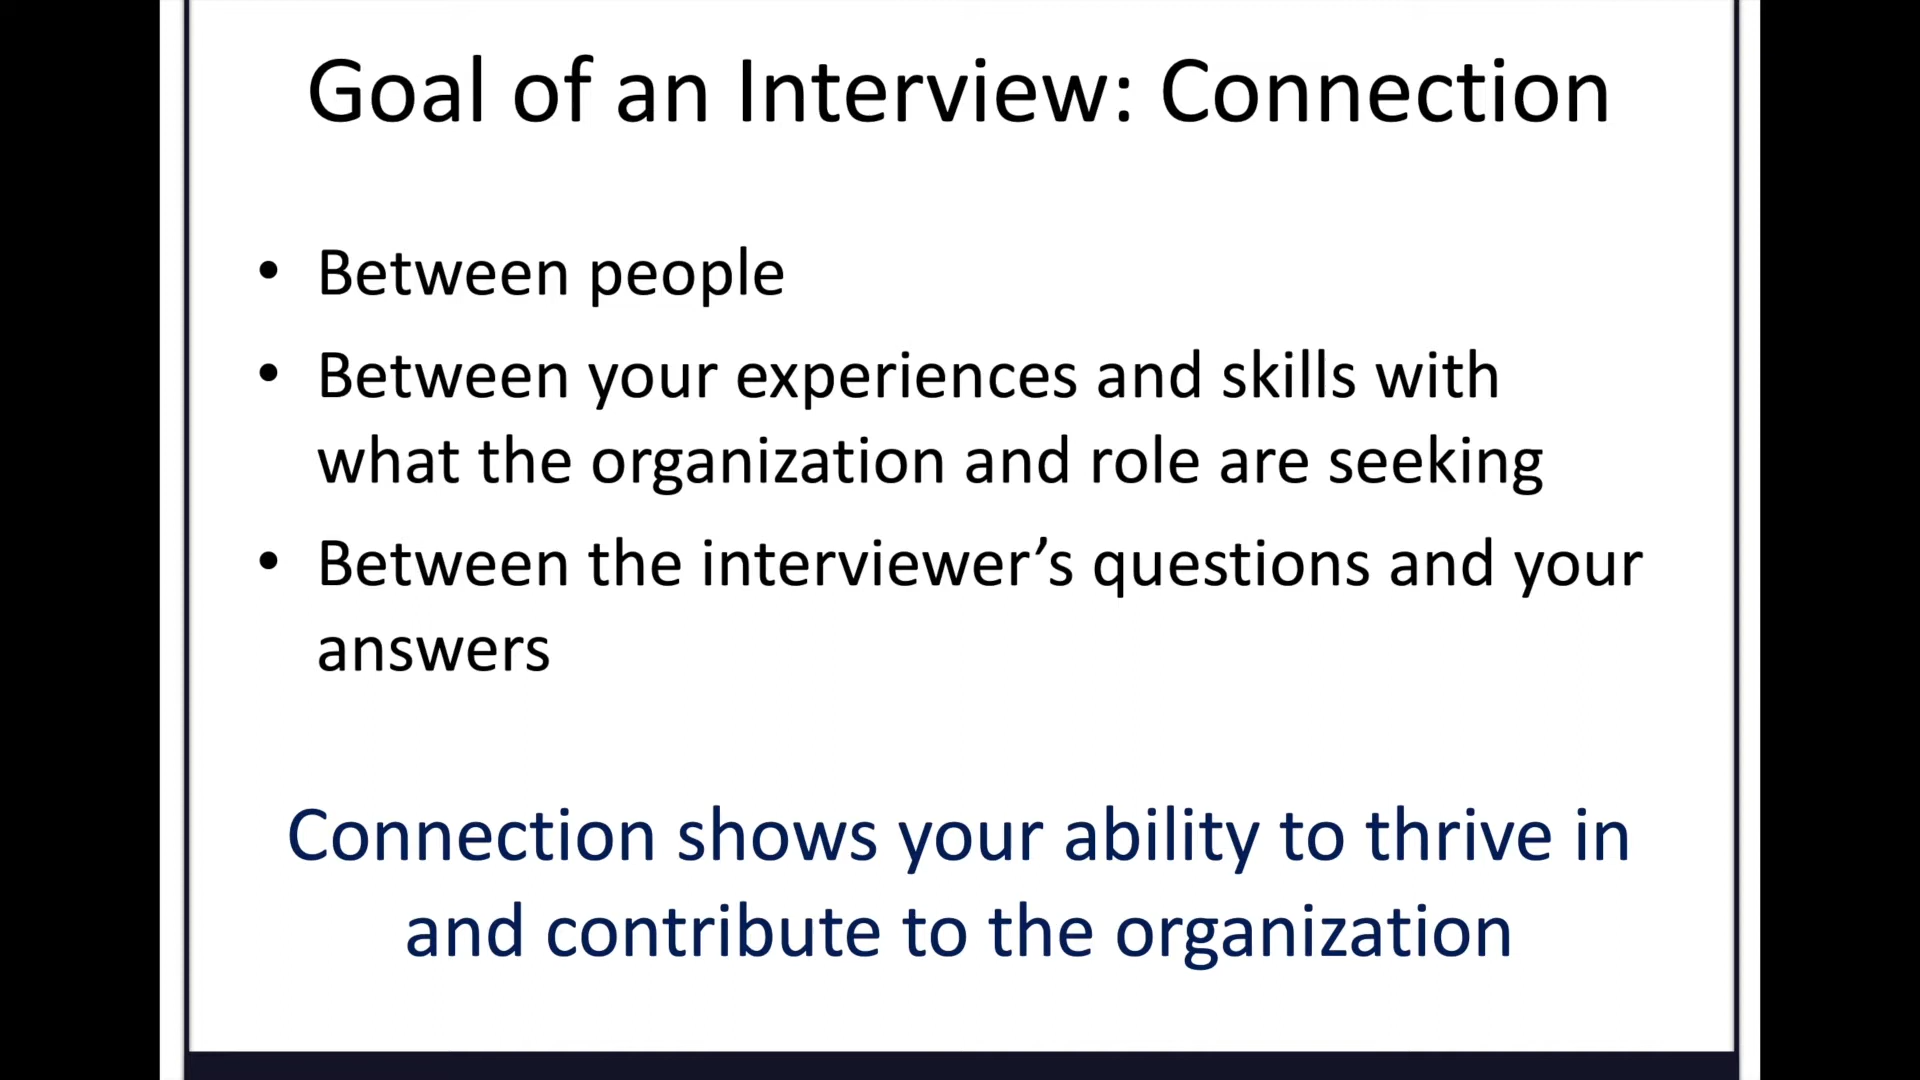 Goal of an Interview: Connection
• Between people
• Between your experiences and skills with
what the organization and role are seeking
• Between the interviewer’s questions and your
answers
Connection shows your ability to thrive in
and contribute to the organization